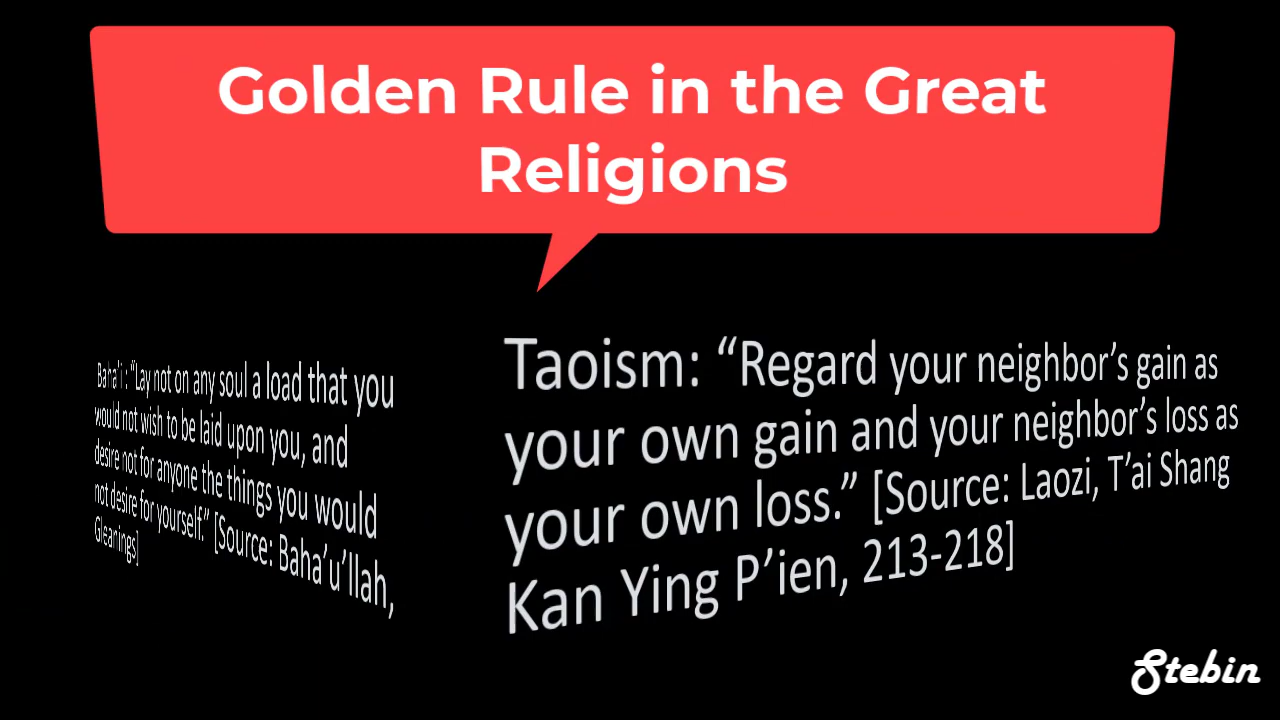 Golden Rule in the Great
Religions
Baha'i: “Lay not on any soul a load that you
would not wish to be laid upon you, and
desire not for anyone the things you would
not desire for yourself.” [Source: Baha’u’llah,
Gleanings]
Taoism: “Regard your neighbor’s gain as
your own gain and your neighbor’s loss as
your own loss.” [Source: Laozi, T’ai Shang
Kan Ying P’ien, 213-218]
Stebin